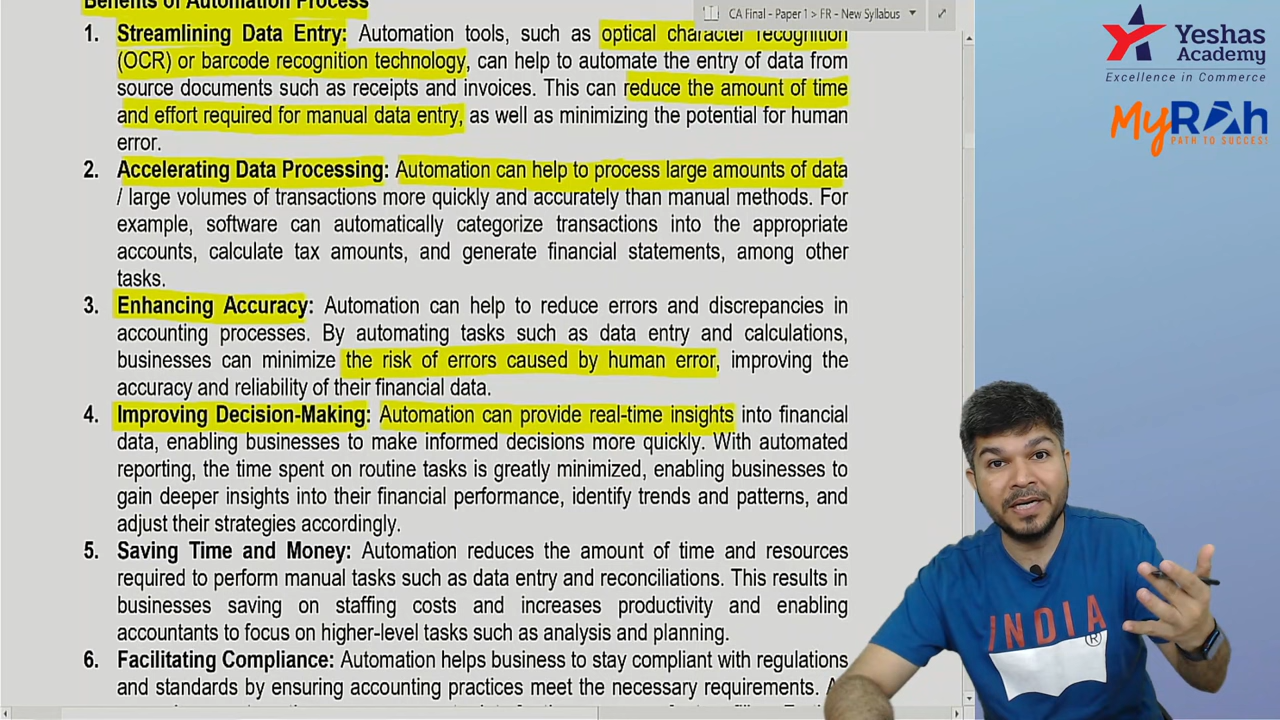 Benefits of Automation Process
CA Final - Paper 1 > FR - New Syllabus
1. Streamlining Data Entry: Automation tools, such as optical character recognition
(OCR) or barcode recognition technology, can help to automate the entry of data from
source documents such as receipts and invoices. This can reduce the amount of time
and effort required for manual data entry, as well as minimizing the potential for human
error.
2. Accelerating Data Processing: Automation can help to process large amounts of data
/ large volumes of transactions more quickly and accurately than manual methods. For
example, software can automatically categorize transactions into the appropriate
accounts, calculate tax amounts, and generate financial statements, among other
tasks.
3. Enhancing Accuracy: Automation can help to reduce errors and discrepancies in
accounting processes. By automating tasks such as data entry and calculations,
businesses can minimize the risk of errors caused by human error, improving the
accuracy and reliability of their financial data.
4. Improving Decision-Making: Automation can provide real-time insights into financial
data, enabling businesses to make informed decisions more quickly. With automated
reporting, the time spent on routine tasks is greatly minimized, enabling businesses to
gain deeper insights into their financial performance, identify trends and patterns, and
adjust their strategies accordingly.
5. Saving Time and Money: Automation reduces the amount of time and resources
required to perform manual tasks such as data entry and reconciliations. This results in
businesses saving on staffing costs and increases productivity and enabling
accountants to focus on higher-level tasks such as analysis and planning.
6. Facilitating Compliance: Automation helps business to stay compliant with regulations
and standards by ensuring accounting practices meet the necessary requirements.
Yeshas
Academy
Excellence in Commerce
MyRAh
PATH TO SUCCESS
INDIA
®